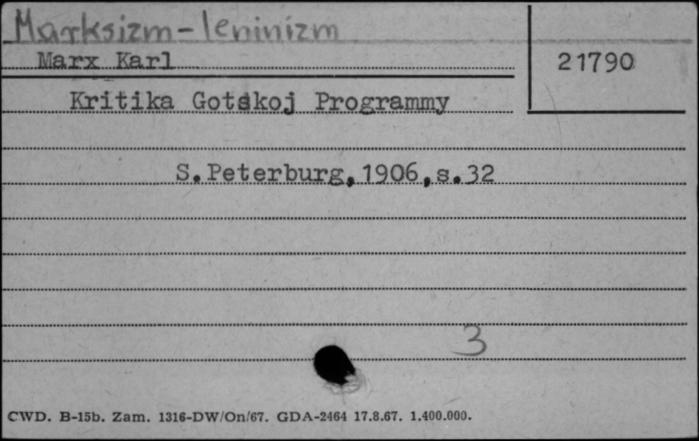 Marksizm-leninizm
Marx Karl
21790
Kritika Gotskoj Programmy
S.Peterburg,1906,s.32
3
CWD. B-15b. Zam. 1316-DW/On/67. GDA-2464 17.8.67. 1.400.000.